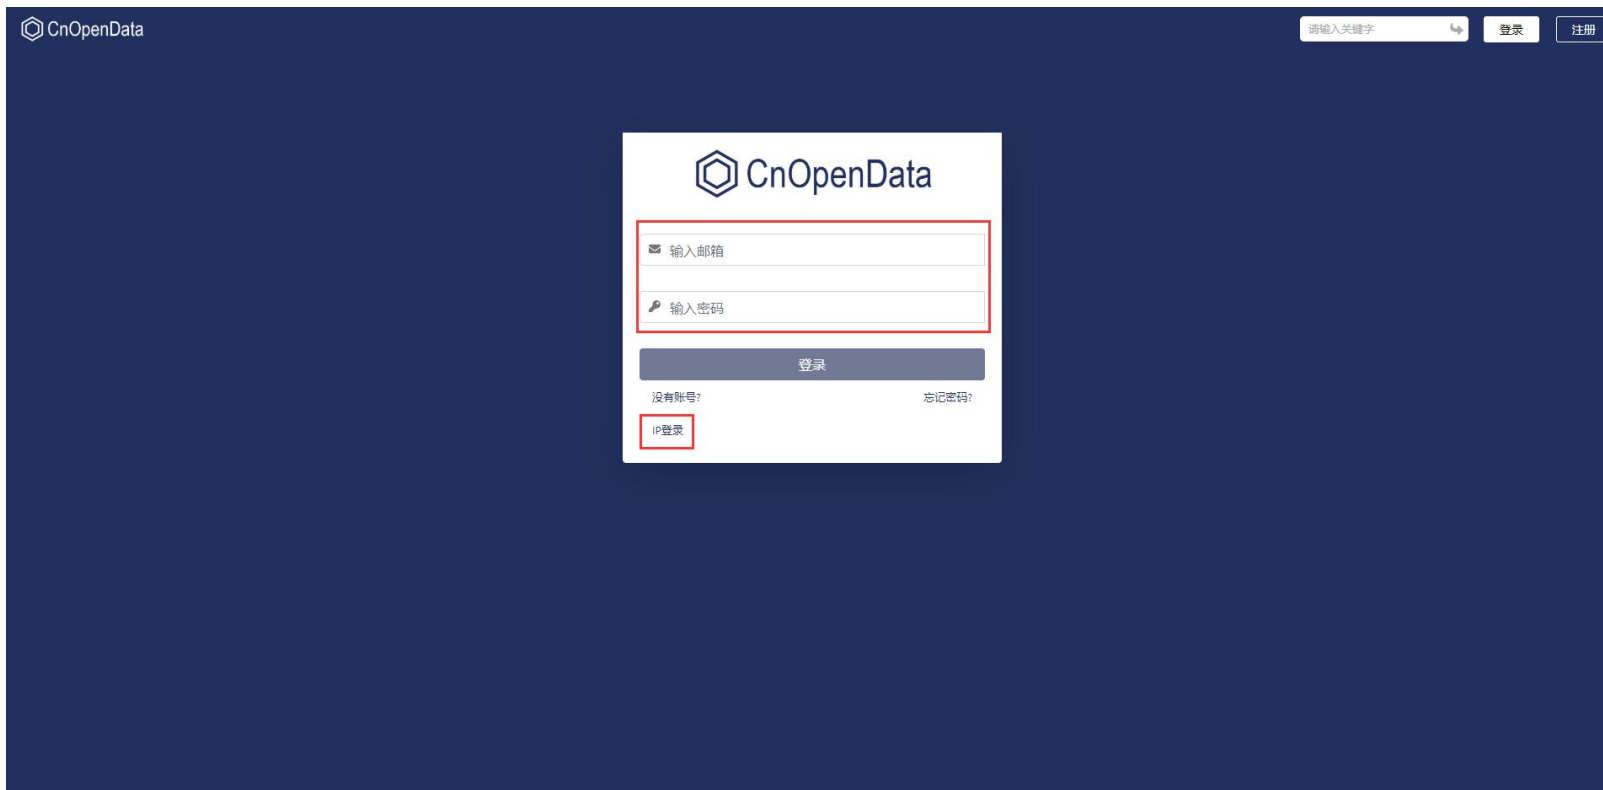 CnOpenData
请输入关键字
登录
注册
CnOpenData
输入邮箱
输入密码
登录
没有账号?
忘记密码?
IP登录